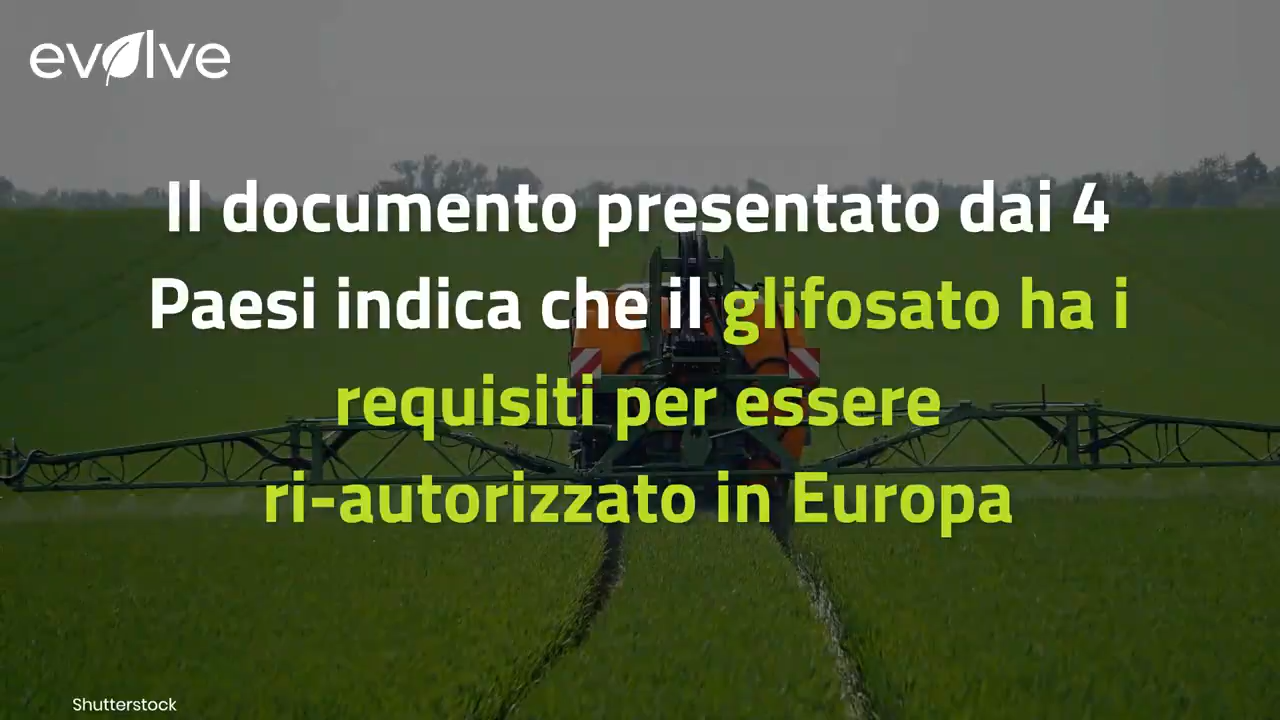 evolve
Il documento presentato dai 4
Paesi indica che il glifosato ha i
requisiti per essere
ri-autorizzato in Europa
Shutterstock